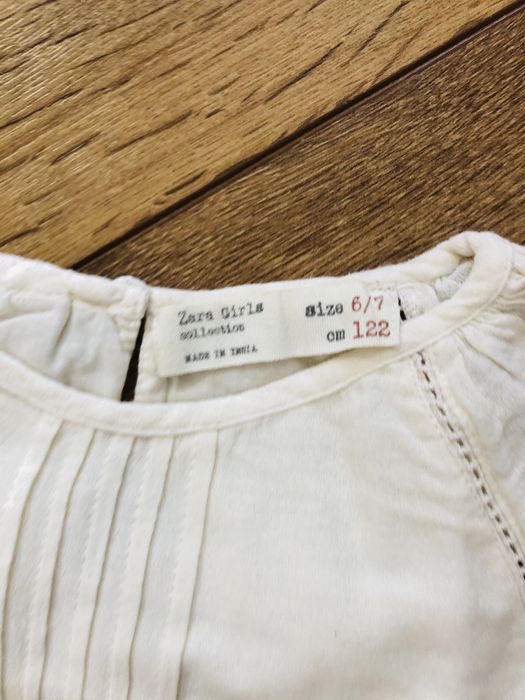 Zara Girls
collection
MADE IN INDIA
size 6/7
cm 122